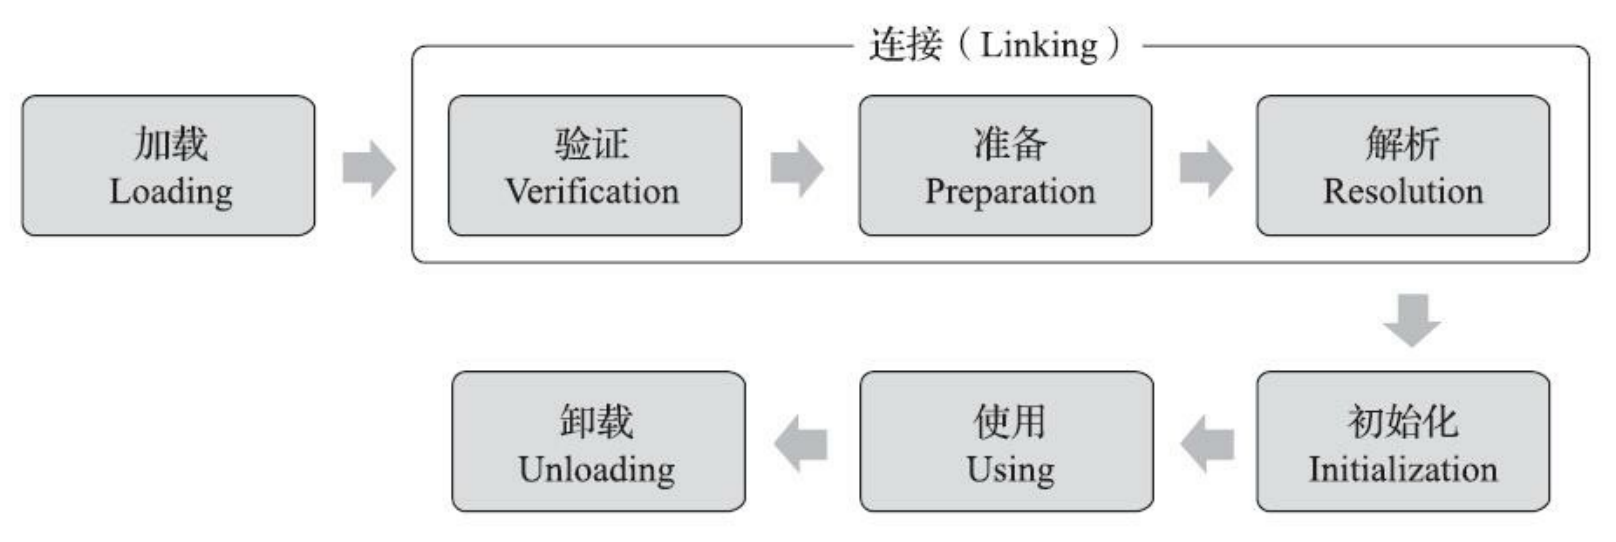 连接（Linking）
加载
Loading
验证
Verification
准备
Preparation
解析
Resolution
初始化
Initialization
使用
Using
卸载
Unloading